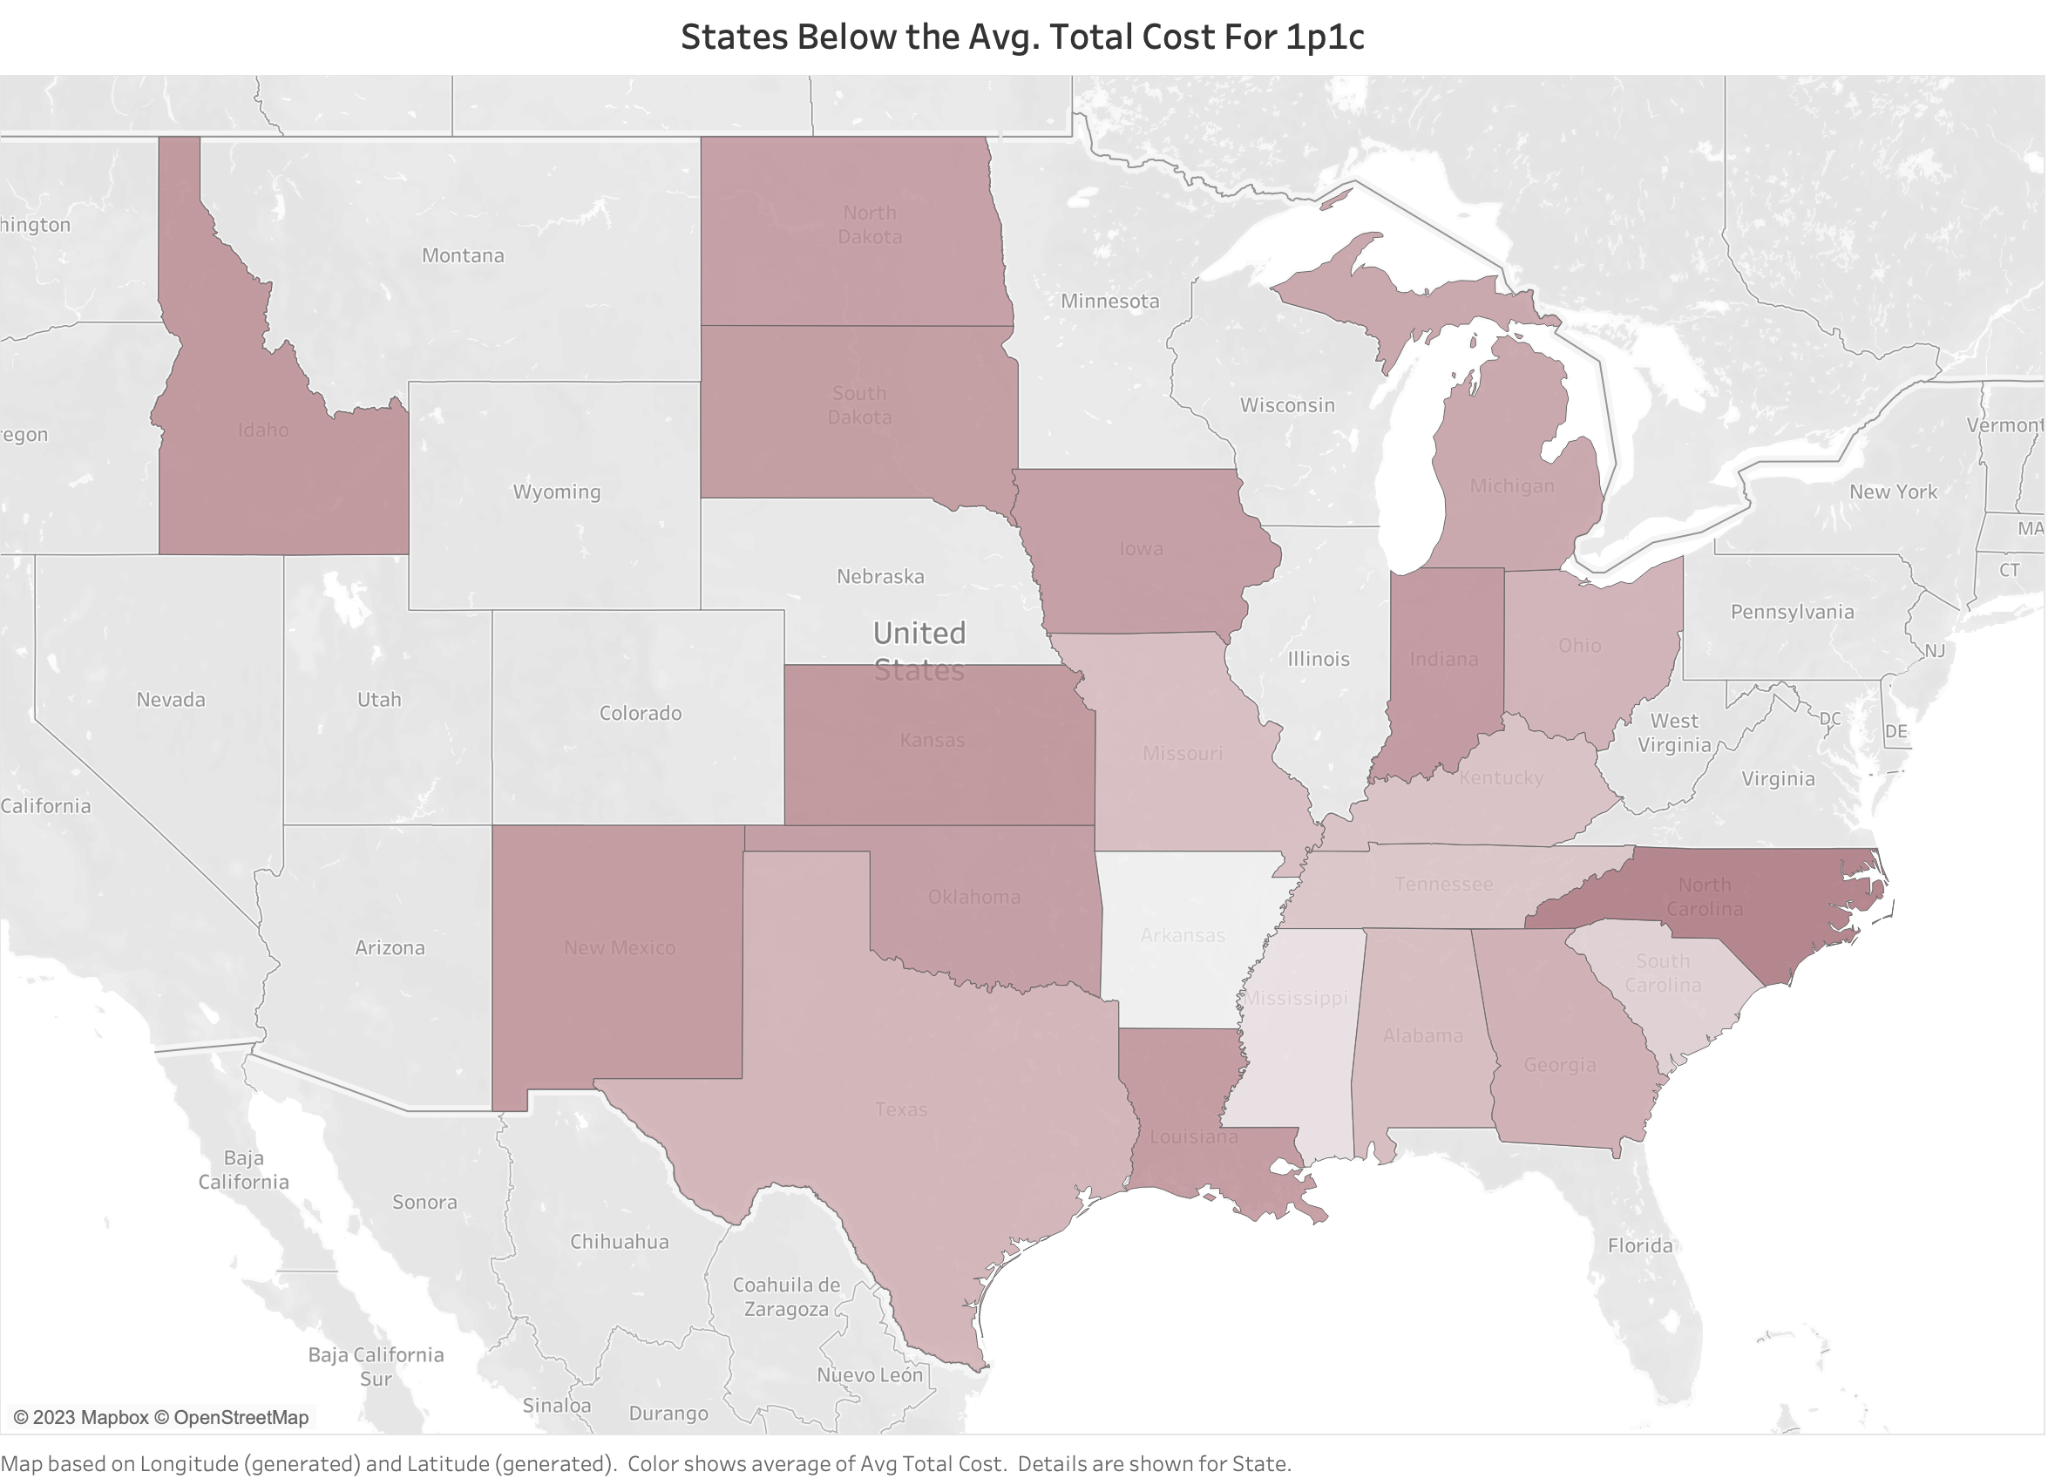 States Below the Avg. Total Cost For 1p1c
hington
Montana
North
Dakota
Minnesota
egon
Idaho
Wyoming
South
Dakota
Wisconsin
Michigan
Vermont
New York
MA
CT
Iowa
Nebraska
Pennsylvania
NJ
United
States
Nevada
Utah
Colorado
Kansas
Missouri
Illinois
Indiana
Ohio
West
Virginia
DC
DE
Kentucky
Virginia
California
Arizona
New Mexico
Oklahoma
Arkansas
Tennessee
North
Carolina
South
Carolina
Mississippi
Alabama
Georgia
Texas
Louisiana
Florida
Baja
California
Sonora
Chihuahua
Coahuila de
Zaragoza
Baja California
Sur
Nuevo León
Sinaloa
Durango
© 2023 Mapbox © OpenStreetMap
Map based on Longitude (generated) and Latitude (generated).  Color shows average of Avg Total Cost.  Details are shown for State.